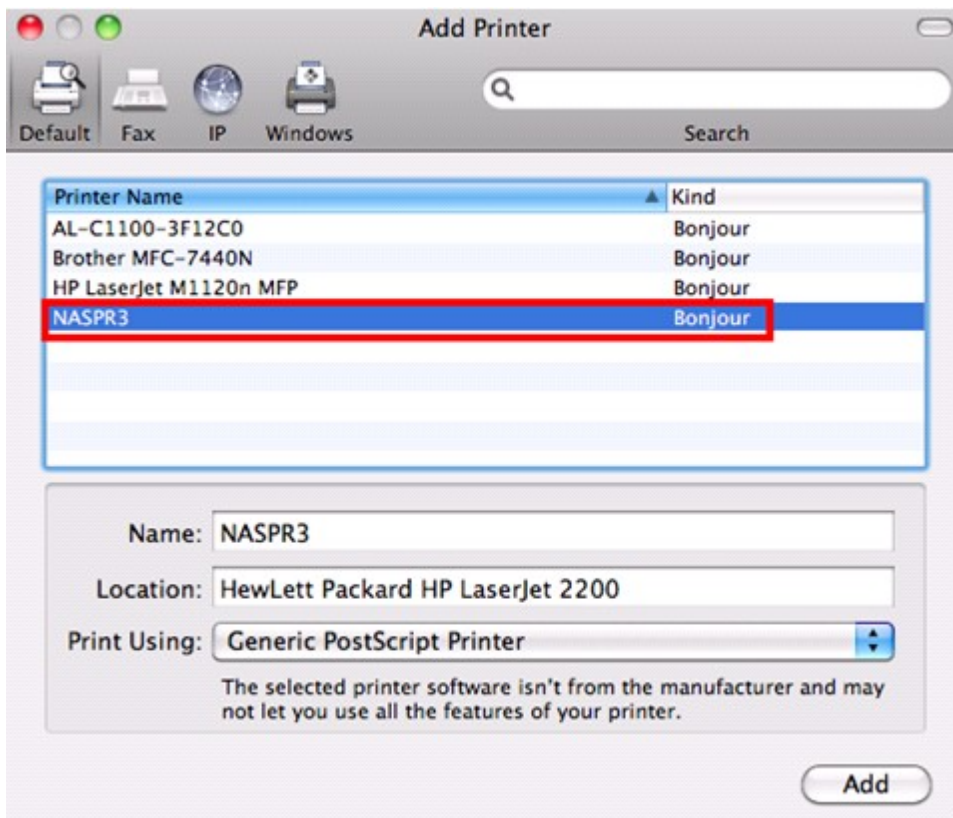 Add Printer
Default Fax IP Windows Search
Printer Name Kind
AL-C1100-3F12C0 Bonjour
Brother MFC-7440N Bonjour
HP LaserJet M1120n MFP Bonjour
NASPR3 Bonjour
Name: NASPR3
Location: HewLett Packard HP LaserJet 2200
Print Using: Generic PostScript Printer
The selected printer software isn't from the manufacturer and may
not let you use all the features of your printer.
Add